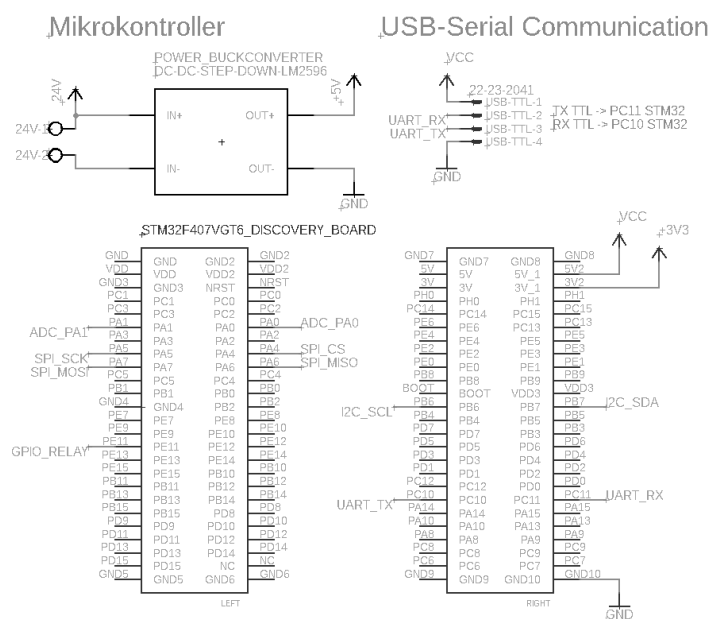 Mikrokontroller
USB-Serial Communication
POWER_BUCKCONVERTER
DC-DC-STEP-DOWN-LM2596
24V
+5V
24V-1
24V-2
IN+
OUT+
IN-
OUT-
GND
VCC
22-23-2041
USB-TTL-1
UART_RX USB-TTL-2
UART_TX USB-TTL-3
USB-TTL-4
TX TTL -> PC11 STM32
RX TTL -> PC10 STM32
GND
STM32F407VGT6_DISCOVERY_BOARD
GND GND GND2 GND2
VDD VDD VDD2 VDD2
GND3 GND3 NRST NRST
PC1 PC1 PC0 PC0
PC3 PC3 PC2 PC2
ADC_PA1 PA1 PA1 PA0 PA0 ADC_PA0
PA3 PA3 PA2 PA2
SPI_SCK PA5 PA5 PA4 PA4 SPI_CS
SPI_MOSI PA7 PA7 PA6 PA6 SPI_MISO
PC5 PC5 PC4 PC4
PB1 PB1 PB0 PB0
GND4 GND4 PB2 PB2
PE7 PE7 PE8 PE8
PE9 PE9 PE10 PE10
GPIO_RELAY PE11 PE11 PE12 PE12
PE13 PE13 PE14 PE14
PE15 PE15 PB10 PB10
PB11 PB11 PB12 PB12
PB13 PB13 PB14 PB14
PB15 PB15 PD8 PD8
PD9 PD9 PD10 PD10
PD11 PD11 PD12 PD12
PD13 PD13 PD14 PD14
PD15 PD15 NC NC
GND5 GND5 GND6 GND6
LEFT
VCC
+3V3
GND7 GND7 GND8 GND8
5V 5V 5V_1 5V2
3V 3V 3V_1 3V2
PH0 PH0 PH1 PH1
PC14 PC14 PC15 PC15
PE6 PE6 PC13 PC13
PE4 PE4 PE5 PE5
PE2 PE2 PE3 PE3
PE0 PE0 PE1 PE1
PB8 PB8 PB9 PB9
BOOT BOOT VDD3 VDD3
I2C_SCL PB6 PB6 PB7 PB7 I2C_SDA
PB4 PB4 PB5 PB5
PD7 PD7 PB3 PB3
PD5 PD5 PD6 PD6
PD3 PD3 PD4 PD4
PD1 PD1 PD2 PD2
PC12 PC12 PD0 PD0
UART_TX PC10 PC10 PC11 PC11 UART_RX
PA14 PA14 PA15 PA15
PA10 PA10 PA13 PA13
PA8 PA8 PA9 PA9
PC8 PC8 PC9 PC9
PC6 PC6 PC7 PC7
GND9 GND9 GND10 GND10
RIGHT
GND